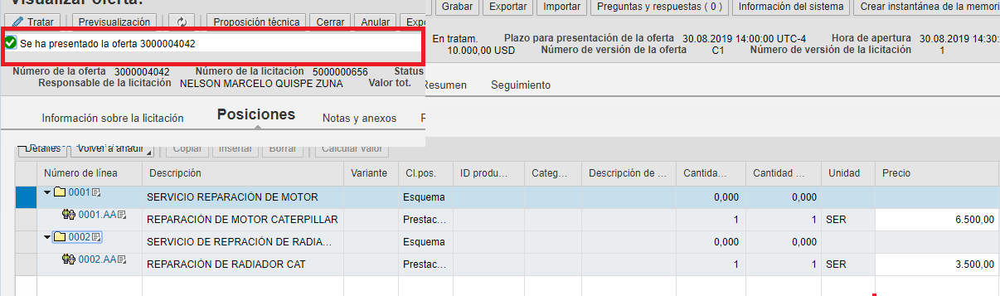 Visualizar oferta:
Grabar Exportar Importar Preguntas y respuestas ( 0 ) Información del sistema Crear instantánea de la memori
Tratar Previsualización Proposición técnica Cerrar Anular
Se ha presentado la oferta 3000004042
En tratam. Plazo para presentación de la oferta 30.08.2019 14:00:00 UTC-4 Hora de apertura 30.08.2019 14:30:
10.000,00 USD Número de versión de la oferta C1 Número de versión de la licitación 1
Número de la oferta 3000004042 Número de la licitación 5000000656 Status
Responsable de la licitación NELSON MARCELO QUISPE ZUNA Valor tot.
Resumen Seguimiento
Información sobre la licitación Posiciones Notas y anexos
Detalles Volver a añadir Copiar Insertar Borrar Calcular valor
Número de línea Descripción Variante Cl.pos. ID produ... Categ... Descripción de ... Cantida... Cantidad ... Unidad Precio
0001 SERVICIO REPARACIÓN DE MOTOR Esquema 0,000 0,000
0001.AA REPARACIÓN DE MOTOR CATERPILLAR Prestac... 1 1 SER 6.500,00
0002 SERVICIO DE REPRACIÓN DE RADIA... Esquema 0,000 0,000
0002.AA REPARACIÓN DE RADIADOR CAT Prestac... 1 1 SER 3.500,00